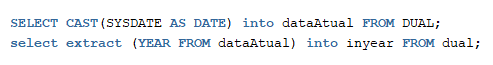 SELECT CAST(SYSDATE AS DATE) into dataAtual FROM DUAL;
select extract (YEAR FROM dataAtual) into inyear FROM dual;